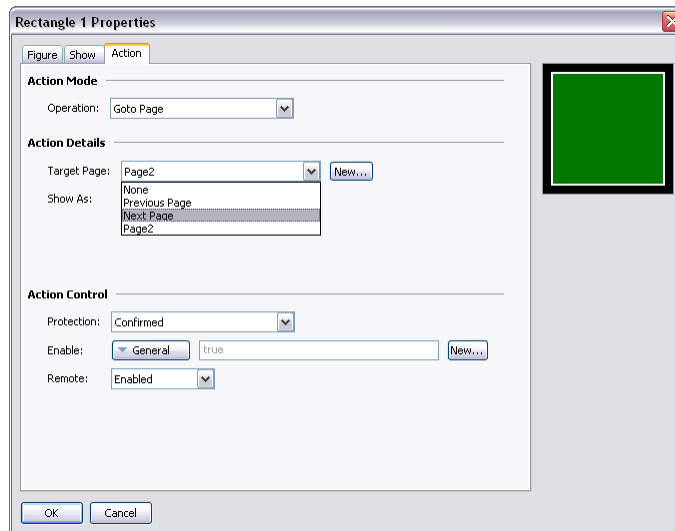 Rectangle 1 Properties
Figure Show Action
Action Mode
Operation: Goto Page
Action Details
Target Page: Page2 New...
None
Show As: Previous Page
Next Page
Page2
Action Control
Protection: Confirmed
Enable: General true New...
Remote: Enabled
OK Cancel